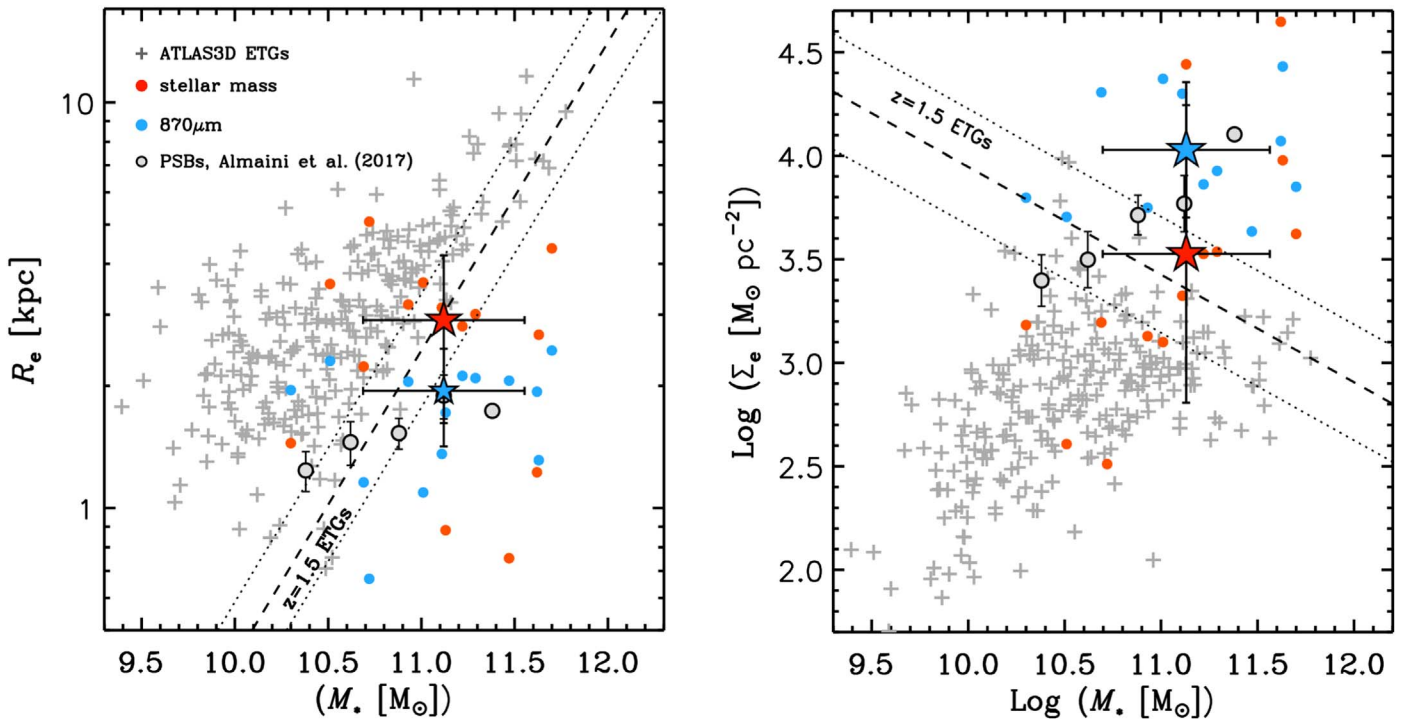 10
1
R_e [kpc]
+ ATLAS3D ETGs
● stellar mass
● 870μm
○ PSBs, Almaini et al. (2017)
z=1.5 ETGs
9.5 10.0 10.5 11.0 11.5 12.0
(M_* [M_⊙])
4.5
4.0
3.5
3.0
2.5
2.0
Log (Σ_e [M_⊙ pc^-2])
z=1.5 ETGs
9.5 10.0 10.5 11.0 11.5 12.0
Log (M_* [M_⊙])